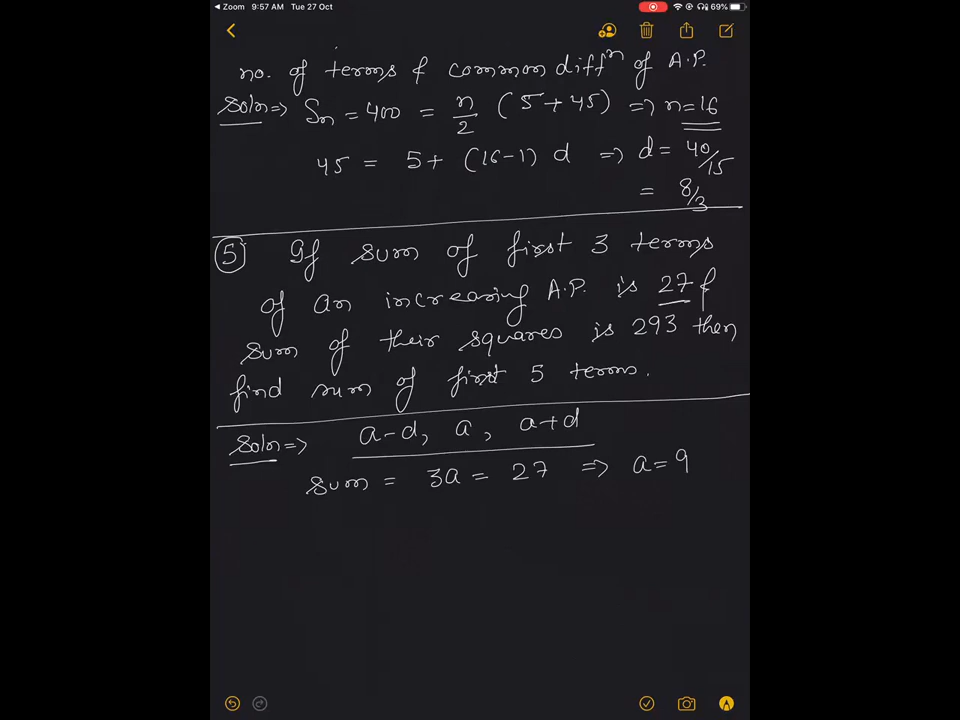 Zoom 9:57 AM Tue 27 Oct 69%
no. of terms & common diffn of A.P.
Soln⇒ Sn = 400 = n/2 (5+45) ⇒ n=16
45 = 5+ (16-1) d ⇒ d = 40/15
= 8/3
5 If sum of first 3 terms
of an increasing A.P. is 27 &
sum of their squares is 293 then
find sum of first 5 terms.
Soln⇒ a-d, a, a+d
sum = 3a = 27 ⇒ a=9